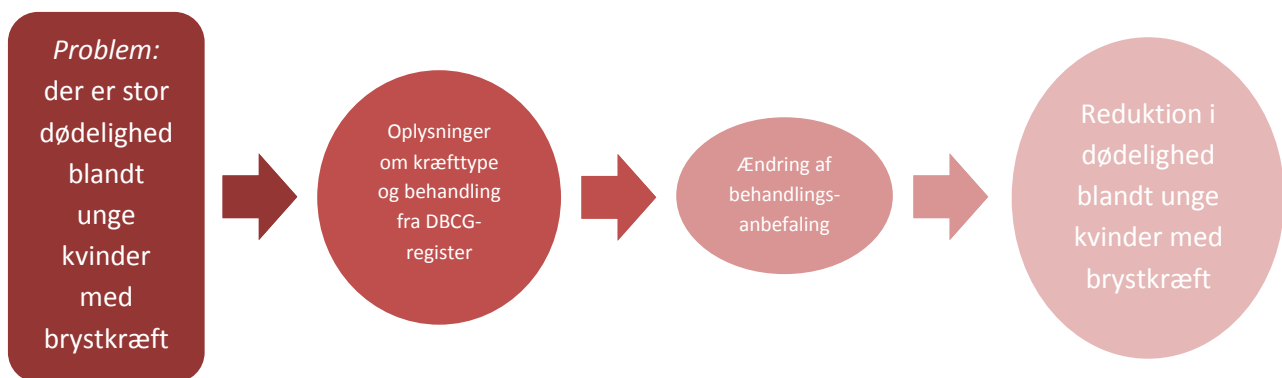 Problem:
der er stor
dødelighed
blandt
unge
kvinder
med
brystkræft
Oplysninger
om kræfttype
og behandling
fra DBCG-
register
Ændring af
behandlings-
anbefaling
Reduktion i
dødelighed
blandt unge
kvinder med
brystkræft